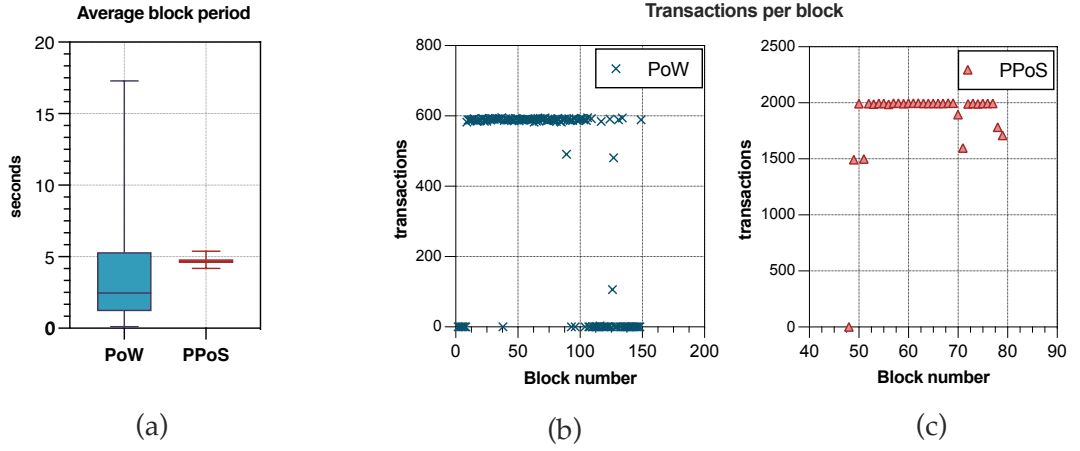 Average block period
20
15
10
5
0
seconds
PoW
PPoS
(a)
Transactions per block
800
600
400
200
0
transactions
PoW
0 50 100 150 200
Block number
(b)
2500
2000
1500
1000
500
0
transactions
PPoS
40 50 60 70 80 90
Block number
(c)